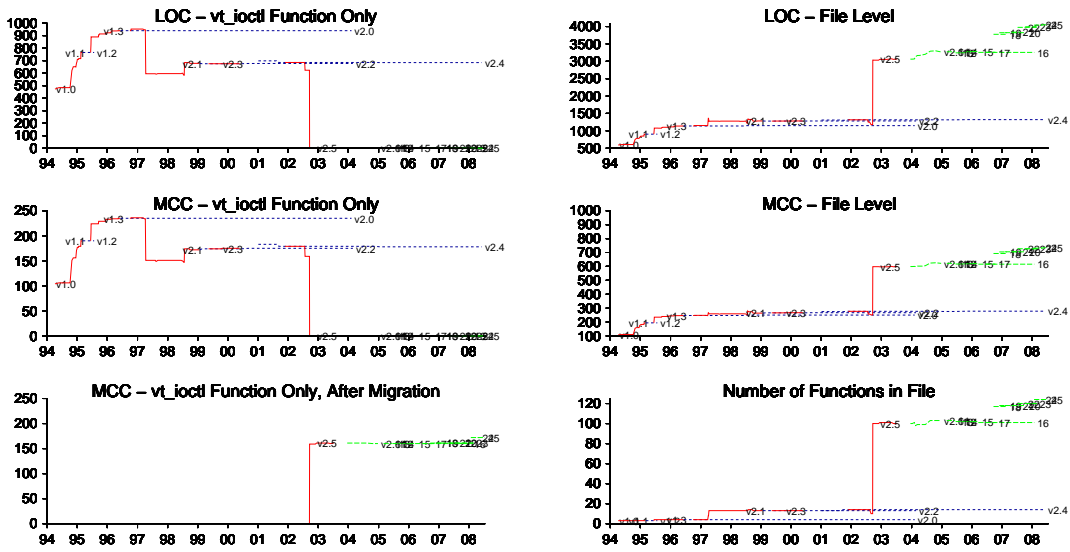 LOC – vt_ioctl Function Only
1000
900
800
700
600
500
400
300
200
100
0
v1.0
v1.1
v1.2
v1.3
v2.0
v2.1
v2.3
v2.2
v2.4
v2.5
94 95 96 97 98 99 00 01 02 03 04 05 06 07 08
LOC – File Level
4000
3500
3000
2500
2000
1500
1000
500
v1.0
v1.1
v1.2
v1.3
v2.1
v2.3
v2.2
v2.0
v2.4
v2.5
15 17 16
94 95 96 97 98 99 00 01 02 03 04 05 06 07 08
MCC – vt_ioctl Function Only
250
200
150
100
50
0
v1.0
v1.1
v1.2
v1.3
v2.0
v2.1
v2.3
v2.2
v2.4
v2.5
94 95 96 97 98 99 00 01 02 03 04 05 06 07 08
MCC – File Level
1000
900
800
700
600
500
400
300
200
100
v1.0
v1.1
v1.2
v1.3
v2.1
v2.3
v2.2
v2.0
v2.4
v2.5
15 17 16
94 95 96 97 98 99 00 01 02 03 04 05 06 07 08
MCC – vt_ioctl Function Only, After Migration
250
200
150
100
50
0
v2.5
94 95 96 97 98 99 00 01 02 03 04 05 06 07 08
Number of Functions in File
120
100
80
60
40
20
0
v1.0
v1.1
v1.2
v1.3
v2.1
v2.3
v2.2
v2.0
v2.4
v2.5
15 17 16
94 95 96 97 98 99 00 01 02 03 04 05 06 07 08